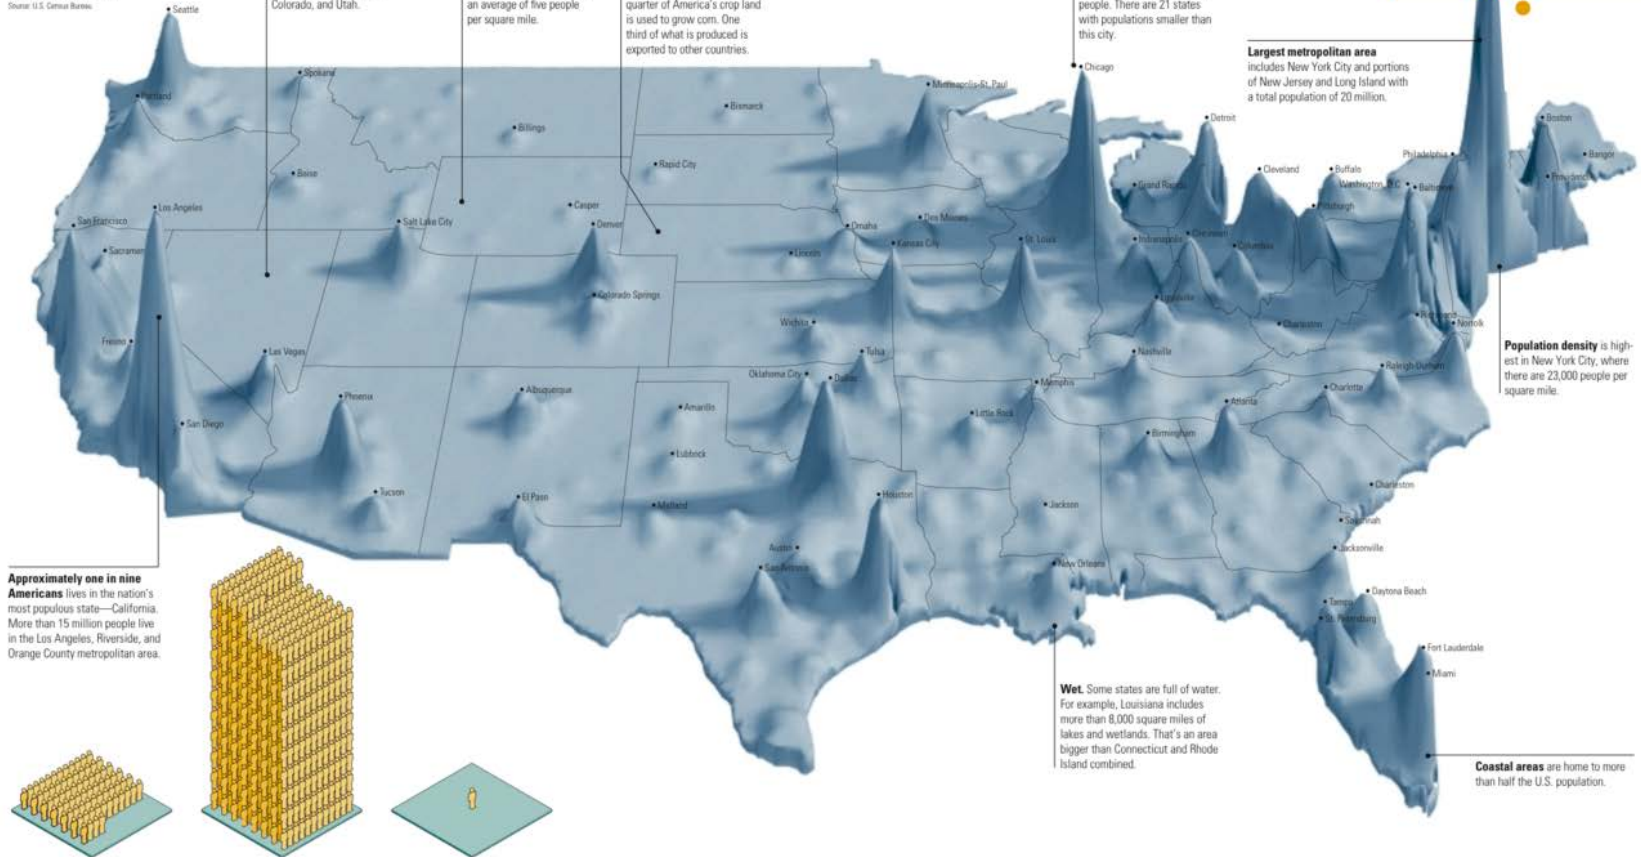 Source: U.S. Census Bureau
Colorado, and Utah.
an average of five people
per square mile.
quarter of America's crop land
is used to grow corn. One
third of what is produced is
exported to other countries.
people. There are 21 states
with populations smaller than
this city.
Largest metropolitan area
includes New York City and portions
of New Jersey and Long Island with
a total population of 20 million.
Seattle
Spokane
Portland
Billings
Bismarck
Minneapolis-St. Paul
Chicago
Detroit
Boston
Bangor
Providence
Philadelphia
Cleveland
Buffalo
Washington, D.C.
Baltimore
Pittsburgh
Grand Rapids
Boise
Rapid City
Casper
Denver
Salt Lake City
Los Angeles
San Francisco
Sacramento
Omaha
Des Moines
Lincoln
Kansas City
St. Louis
Indianapolis
Cincinnati
Columbus
Colorado Springs
Louisville
Charleston
Richmond
Norfolk
Wichita
Fresno
Las Vegas
Tulsa
Nashville
Raleigh-Durham
Oklahoma City
Dallas
Memphis
Charlotte
Phoenix
Albuquerque
Amarillo
Little Rock
Atlanta
San Diego
Birmingham
Lubbock
Tucson
El Paso
Midland
Houston
Jackson
Charleston
Savannah
Austin
San Antonio
New Orleans
Jacksonville
Daytona Beach
Tampa
St. Petersburg
Fort Lauderdale
Miami
Population density is high-
est in New York City, where
there are 23,000 people per
square mile.
Approximately one in nine
Americans lives in the nation's
most populous state—California.
More than 15 million people live
in the Los Angeles, Riverside, and
Orange County metropolitan area.
Wet. Some states are full of water.
For example, Louisiana includes
more than 8,000 square miles of
lakes and wetlands. That's an area
bigger than Connecticut and Rhode
Island combined.
Coastal areas are home to more
than half the U.S. population.